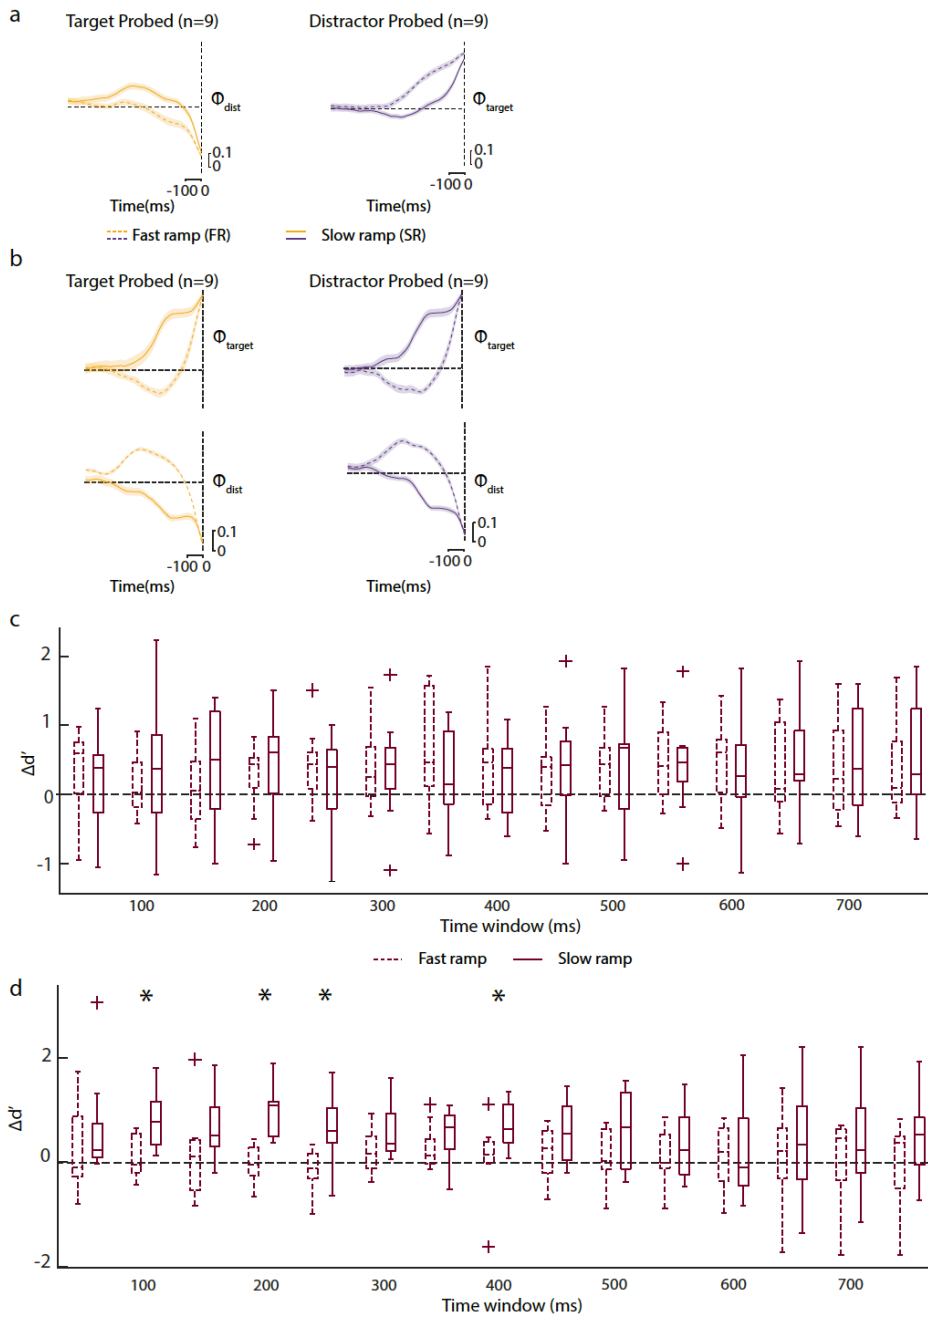 a
Target Probed (n=9)
Distractor Probed (n=9)
Φdist
Φtarget
0.1
0
0.1
0
-100 0
-100 0
Time(ms)
Time(ms)
Fast ramp (FR)
Slow ramp (SR)
b
Target Probed (n=9)
Distractor Probed (n=9)
Φtarget
Φtarget
Φdist
Φdist
0.1
0
0.1
0
-100 0
-100 0
Time(ms)
Time(ms)
c
2
1
0
-1
Δd'
100 200 300 400 500 600 700
Time window (ms)
Fast ramp
Slow ramp
d
* * * *
2
0
-2
Δd'
100 200 300 400 500 600 700
Time window (ms)